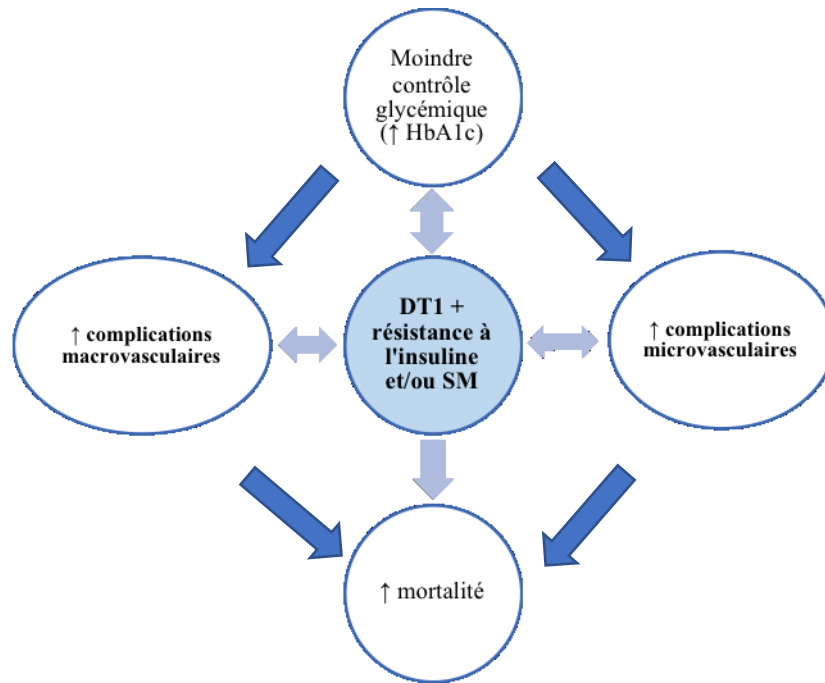 Moindre
contrôle
glycémique
(↑ HbA1c)
↑ complications
macrovasculaires
DT1 +
résistance à
l'insuline
et/ou SM
↑ complications
microvasculaires
↑ mortalité